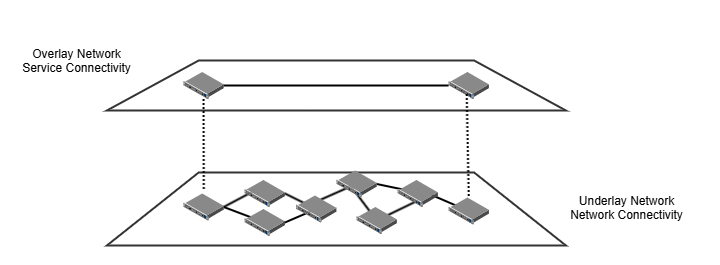 Overlay Network
Service Connectivity
Underlay Network
Network Connectivity